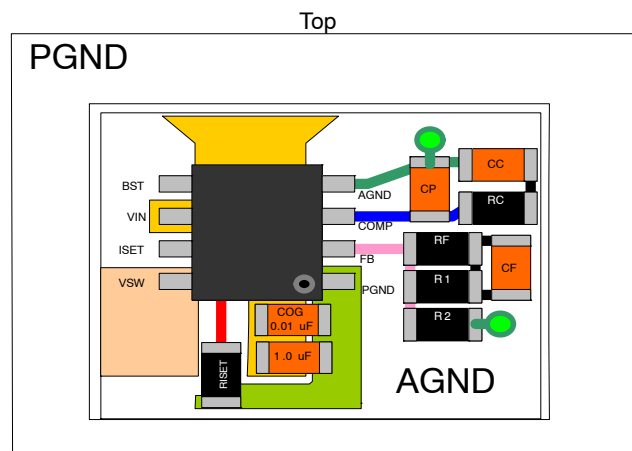 Top
PGND
BST
VIN
ISET
VSW
AGND
COMP
FB
PGND
CP
CC
RC
RF
R1
R2
CF
COG
0.01 uF
1.0 uF
RISET
AGND